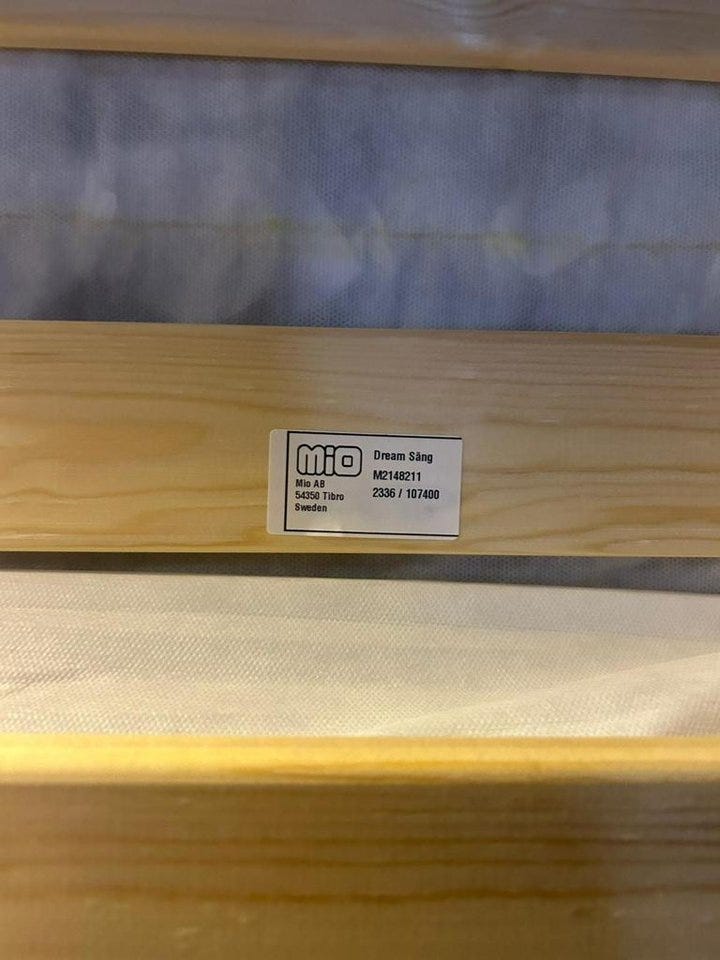 mio
Mio AB
54350 Tibro
Sweden
Dream Säng
M2148211
2336 / 107400